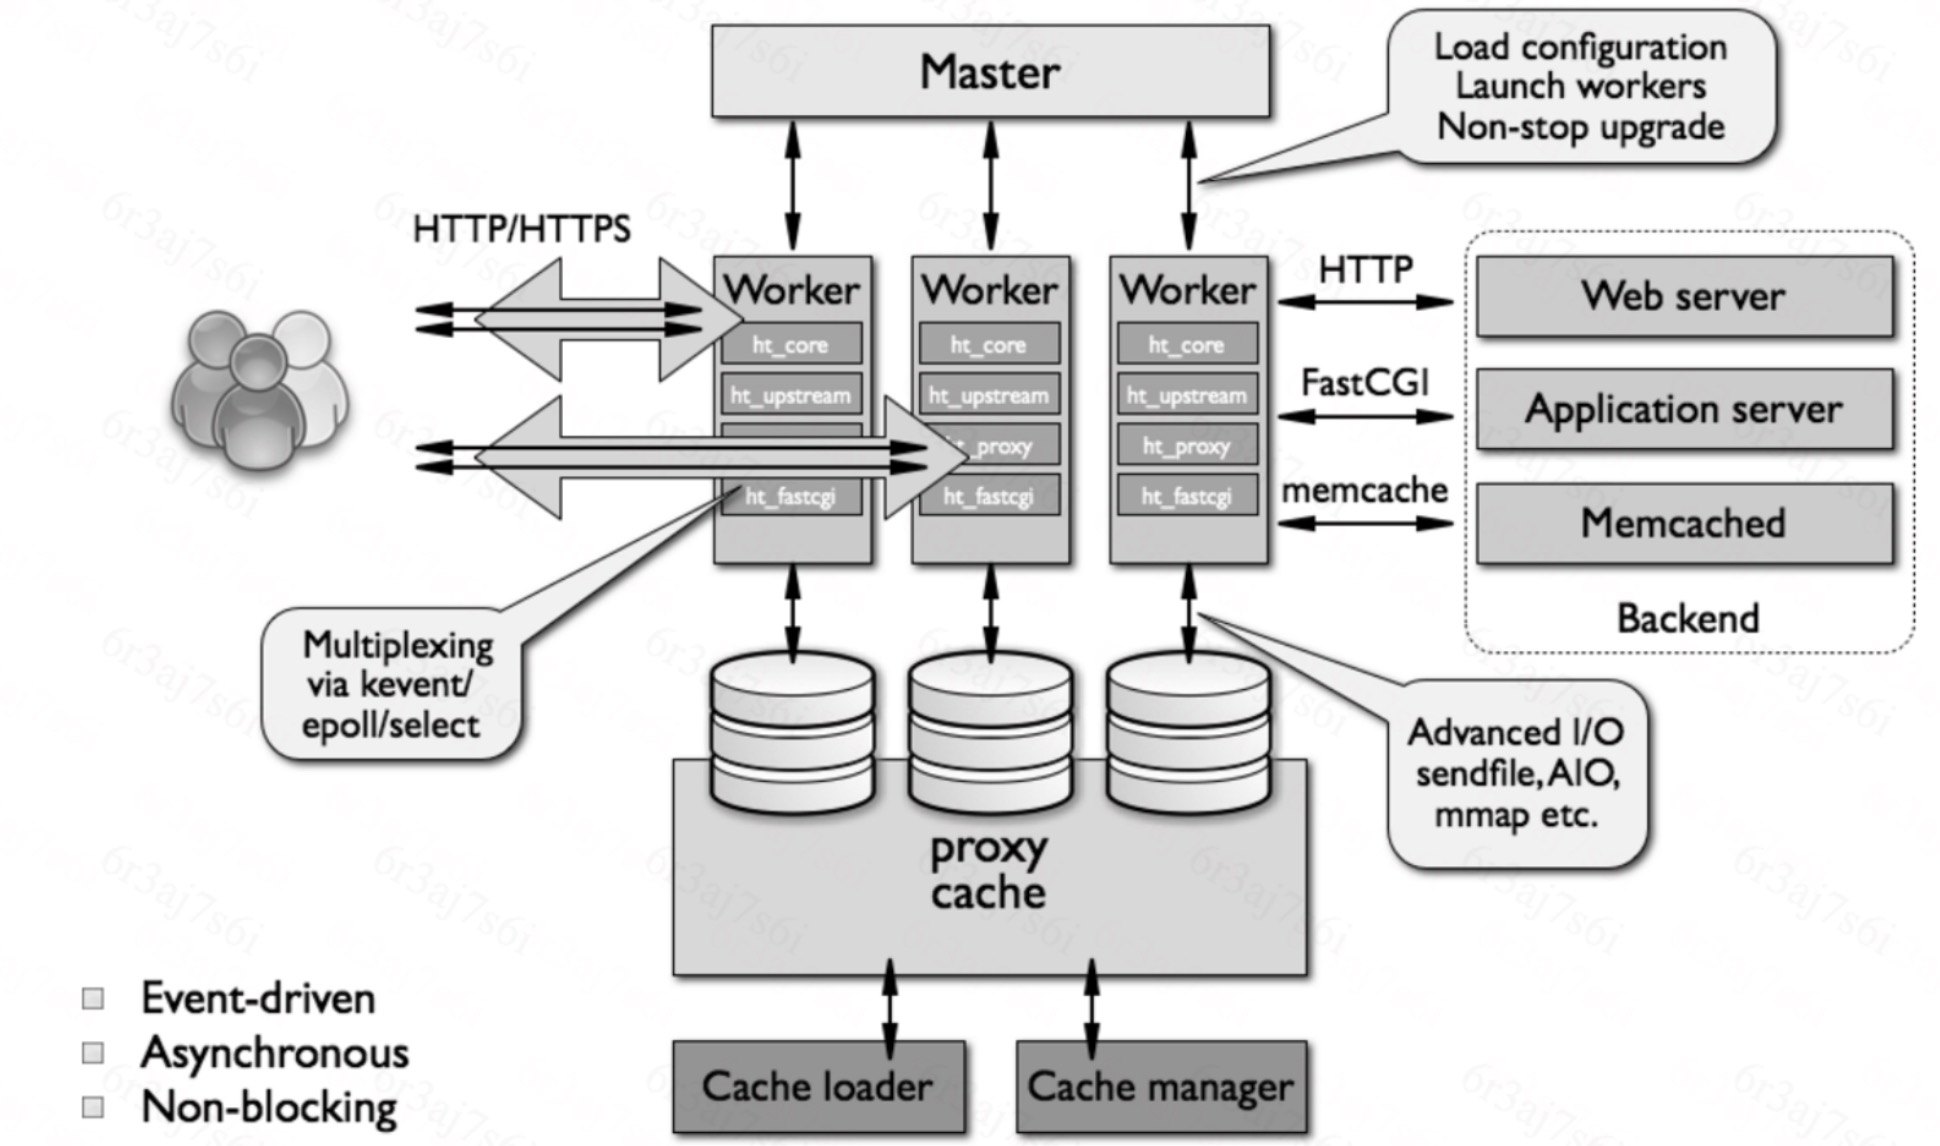 Master
Load configuration
Launch workers
Non-stop upgrade
HTTP/HTTPS
Worker
ht_core
ht_upstream
ht_fastcgi
Worker
ht_core
ht_upstream
ht_proxy
ht_fastcgi
Worker
ht_core
ht_upstream
ht_proxy
ht_fastcgi
HTTP
FastCGI
memcache
Web server
Application server
Memcached
Backend
Multiplexing
via kevent/
epoll/select
Advanced I/O
sendfile, AIO,
mmap etc.
proxy
cache
Cache loader
Cache manager
Event-driven
Asynchronous
Non-blocking
6r3aj7s6i